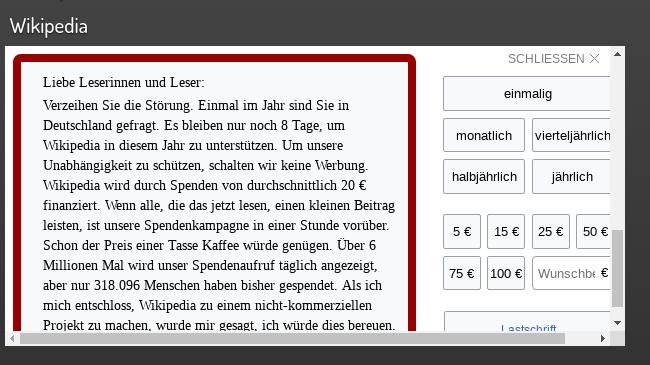 Wikipedia
Liebe Leserinnen und Leser:
Verzeihen Sie die Störung. Einmal im Jahr sind Sie in
Deutschland gefragt. Es bleiben nur noch 8 Tage, um
Wikipedia in diesem Jahr zu unterstützen. Um unsere
Unabhängigkeit zu schützen, schalten wir keine Werbung.
Wikipedia wird durch Spenden von durchschnittlich 20 €
finanziert. Wenn alle, die das jetzt lesen, einen kleinen Beitrag
leisten, ist unsere Spendenkampagne in einer Stunde vorüber.
Schon der Preis einer Tasse Kaffee würde genügen. Über 6
Millionen Mal wird unser Spendenaufruf täglich angezeigt,
aber nur 318.096 Menschen haben bisher gespendet. Als ich
mich entschloss, Wikipedia zu einem nicht-kommerziellen
Projekt zu machen, wurde mir gesagt, ich würde dies bereuen.
SCHLIESSEN
einmalig
monatlich vierteljährlich
halbjährlich jährlich
5 € 15 € 25 € 50 €
75 € 100 € Wunschbe €
Lastschrift